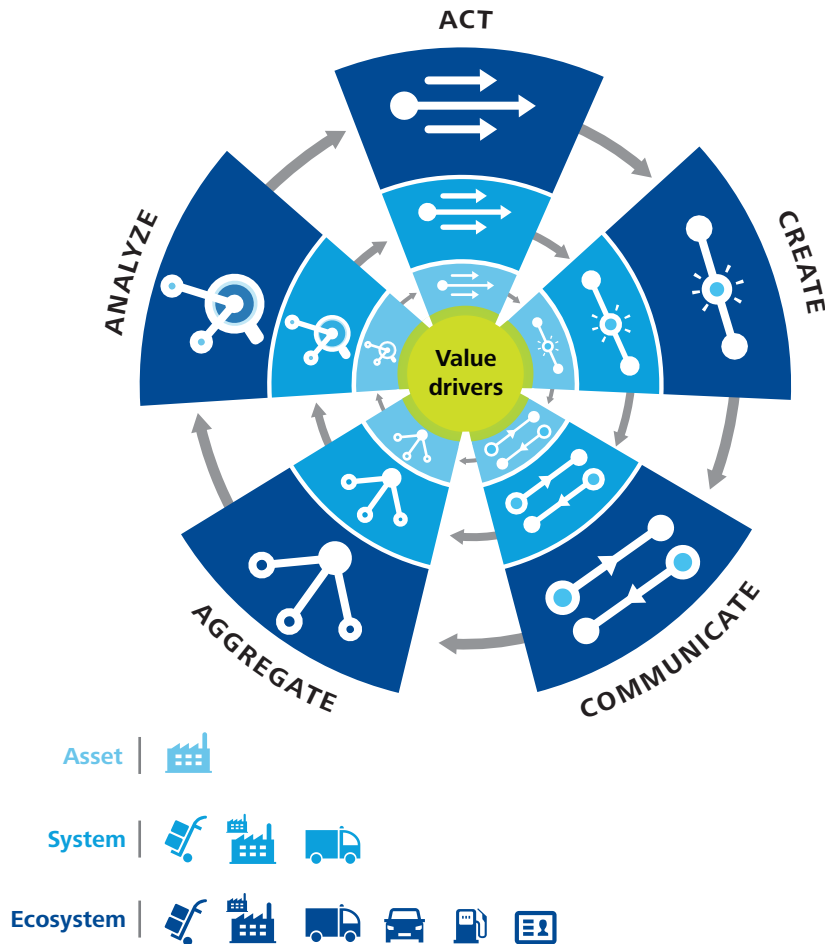 ACT
CREATE
ANALYZE
Value
drivers
AGGREGATE
COMMUNICATE
Asset
System
Ecosystem